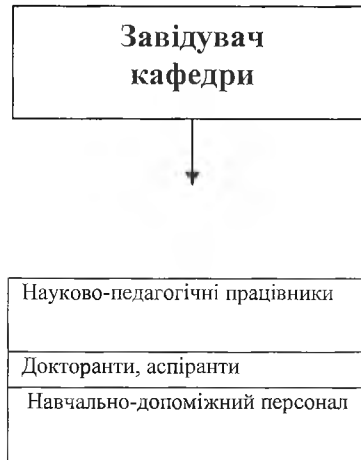 Завідувач
кафедри
Науково-педагогічні працівники
Докторанти, аспіранти
Навчально-допоміжний персонал